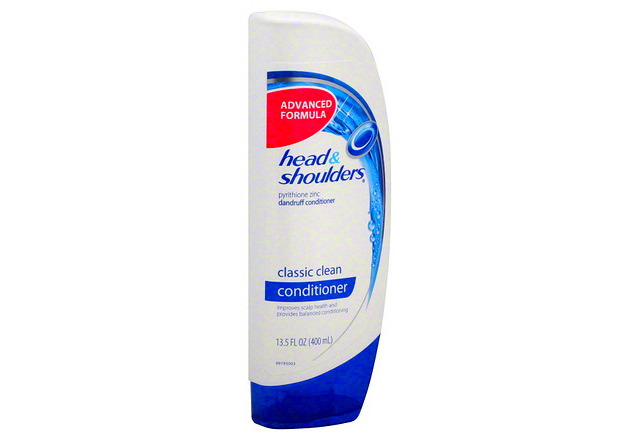 ADVANCED
FORMULA
head&
shoulders®
pyrithione zinc
dandruff conditioner
classic clean
conditioner
improves scalp health and
provides balanced conditioning
13.5 FL OZ (400 mL)